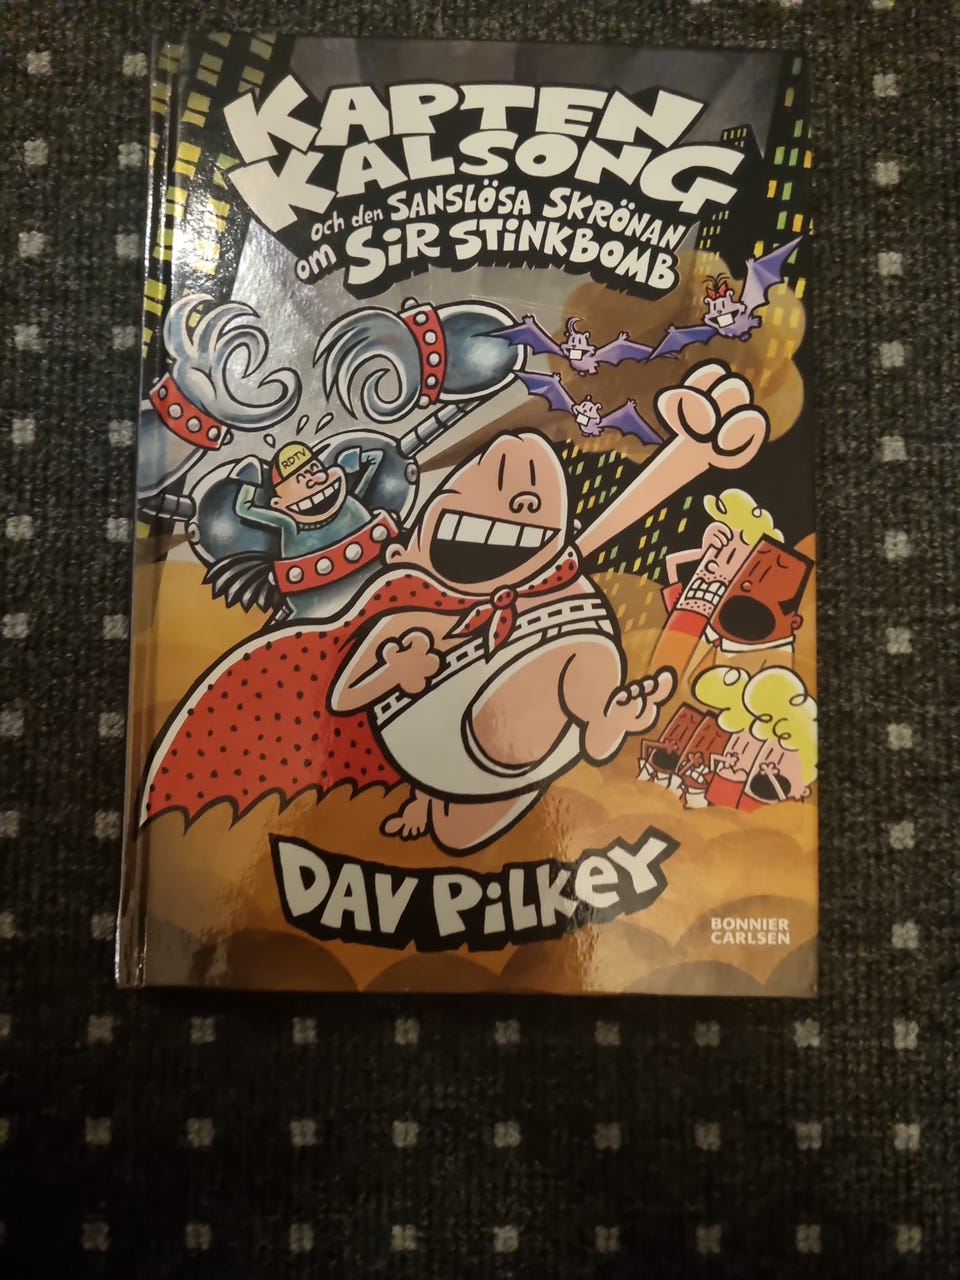 KAPTEN
KALSONG
och den SANSLÖSA SKRÖNAN
om SIR STINKBOMB
RDTV
DAV PILKEY
BONNIER
CARLSEN